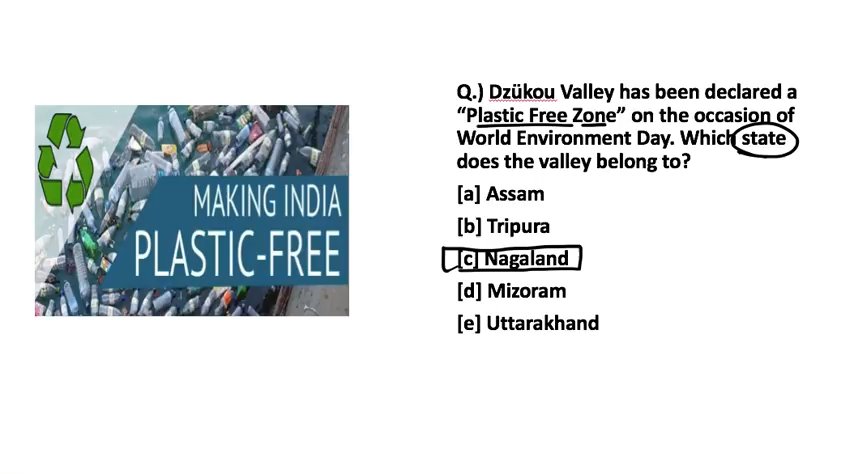 MAKING INDIA
PLASTIC-FREE
Q.) Dzükou Valley has been declared a
“Plastic Free Zone” on the occasion of
World Environment Day. Which state
does the valley belong to?
[a] Assam
[b] Tripura
[c] Nagaland
[d] Mizoram
[e] Uttarakhand